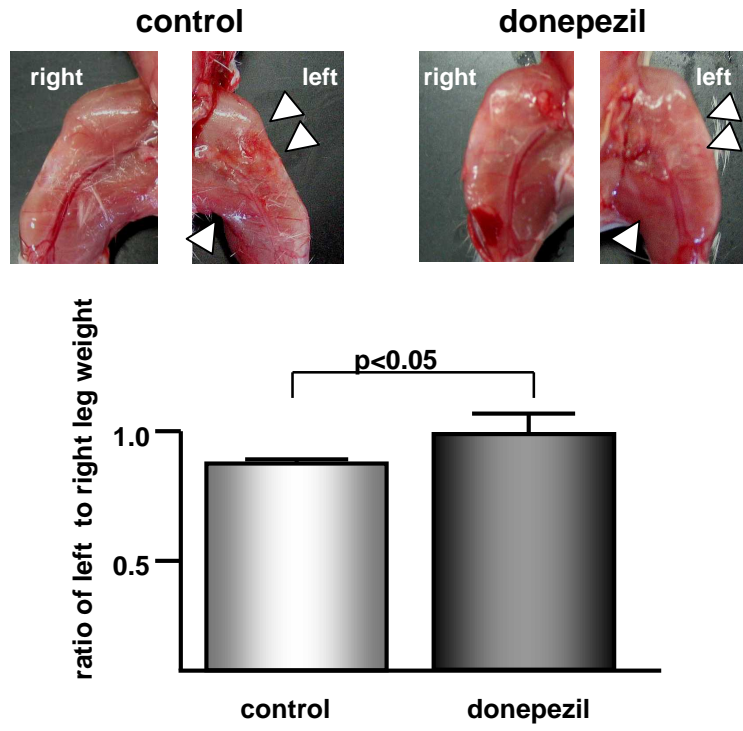 control
donepezil
right
left
right
left
ratio of left to right leg weight
p<0.05
1.0
0.5
control
donepezil